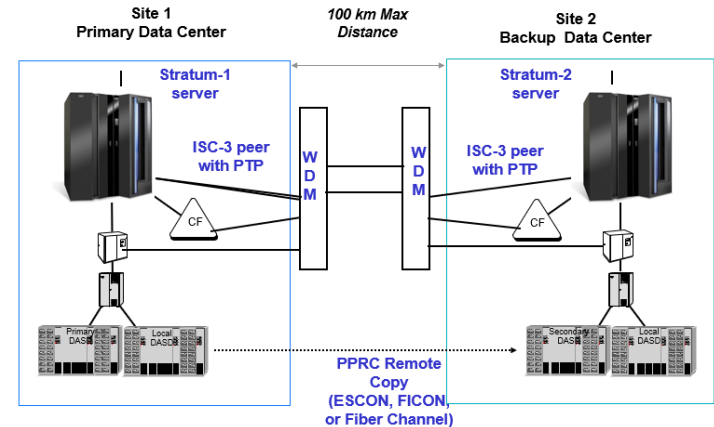 Site 1
Primary Data Center
100 km Max
Distance
Site 2
Backup Data Center
Stratum-1
server
Stratum-2
server
ISC-3 peer
with PTP
W
D
M
W
D
M
ISC-3 peer
with PTP
CF
CF
Primary
DASD
Local
DASD
Secondary
DASD
Local
DASD
PPRC Remote
Copy
(ESCON, FICON,
or Fiber Channel)